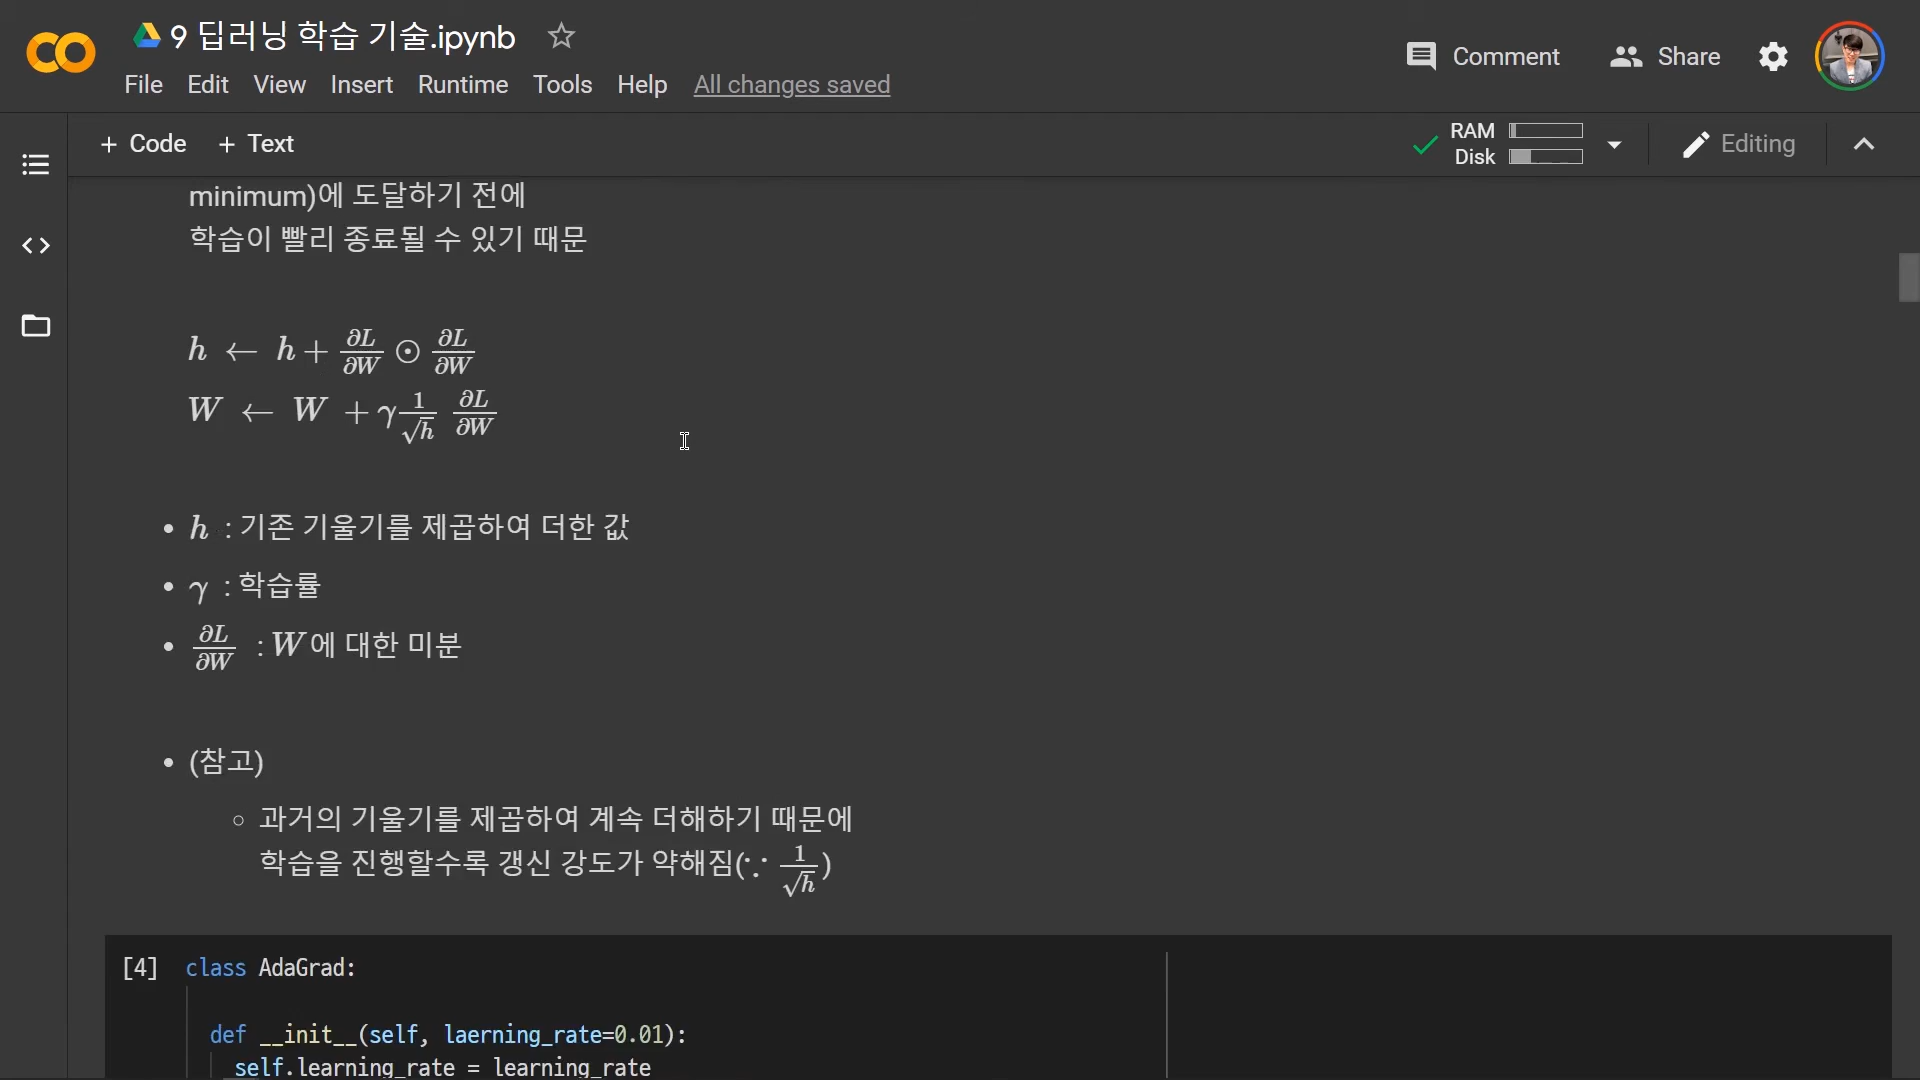 9 딥러닝 학습 기술.ipynb
Comment
Share
File Edit View Insert Runtime Tools Help All changes saved
+ Code + Text
RAM
Disk
Editing
minimum)에 도달하기 전에
학습이 빨리 종료될 수 있기 때문
h ← h + ∂L/∂W ⊙ ∂L/∂W
W ← W + γ 1/√h ∂L/∂W
• h : 기존 기울기를 제곱하여 더한 값
• γ : 학습률
• ∂L/∂W : W에 대한 미분
• (참고)
◦ 과거의 기울기를 제곱하여 계속 더해하기 때문에
학습을 진행할수록 갱신 강도가 약해짐(∵ 1/√h)
[4] class AdaGrad:
def __init__(self, laerning_rate=0.01):
self.learning_rate = learning_rate